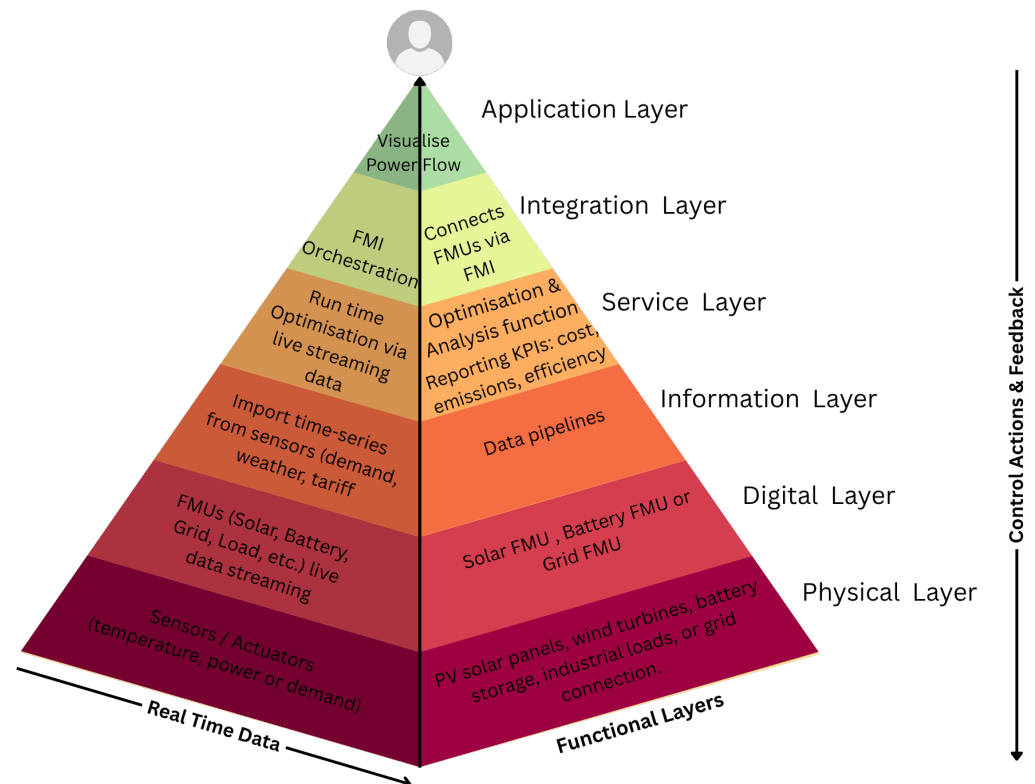 Application Layer
Visualise
Power Flow
Integration Layer
FMI
Orchestration
Connects
FMUs via
FMI
Service Layer
Run time
Optimisation via
live streaming
data
Optimisation &
Analysis function
Reporting KPIs: cost,
emissions, efficiency
Information Layer
Import time-series
from sensors (demand,
weather, tariff
Data pipelines
Digital Layer
FMUs (Solar, Battery,
Grid, Load, etc.) live
data streaming
Solar FMU , Battery FMU or
Grid FMU
Physical Layer
Sensors / Actuators
(temperature, power or demand)
PV solar panels, wind turbines, battery
storage, industrial loads, or grid
connection.
Real Time Data
Functional Layers
Control Actions & Feedback